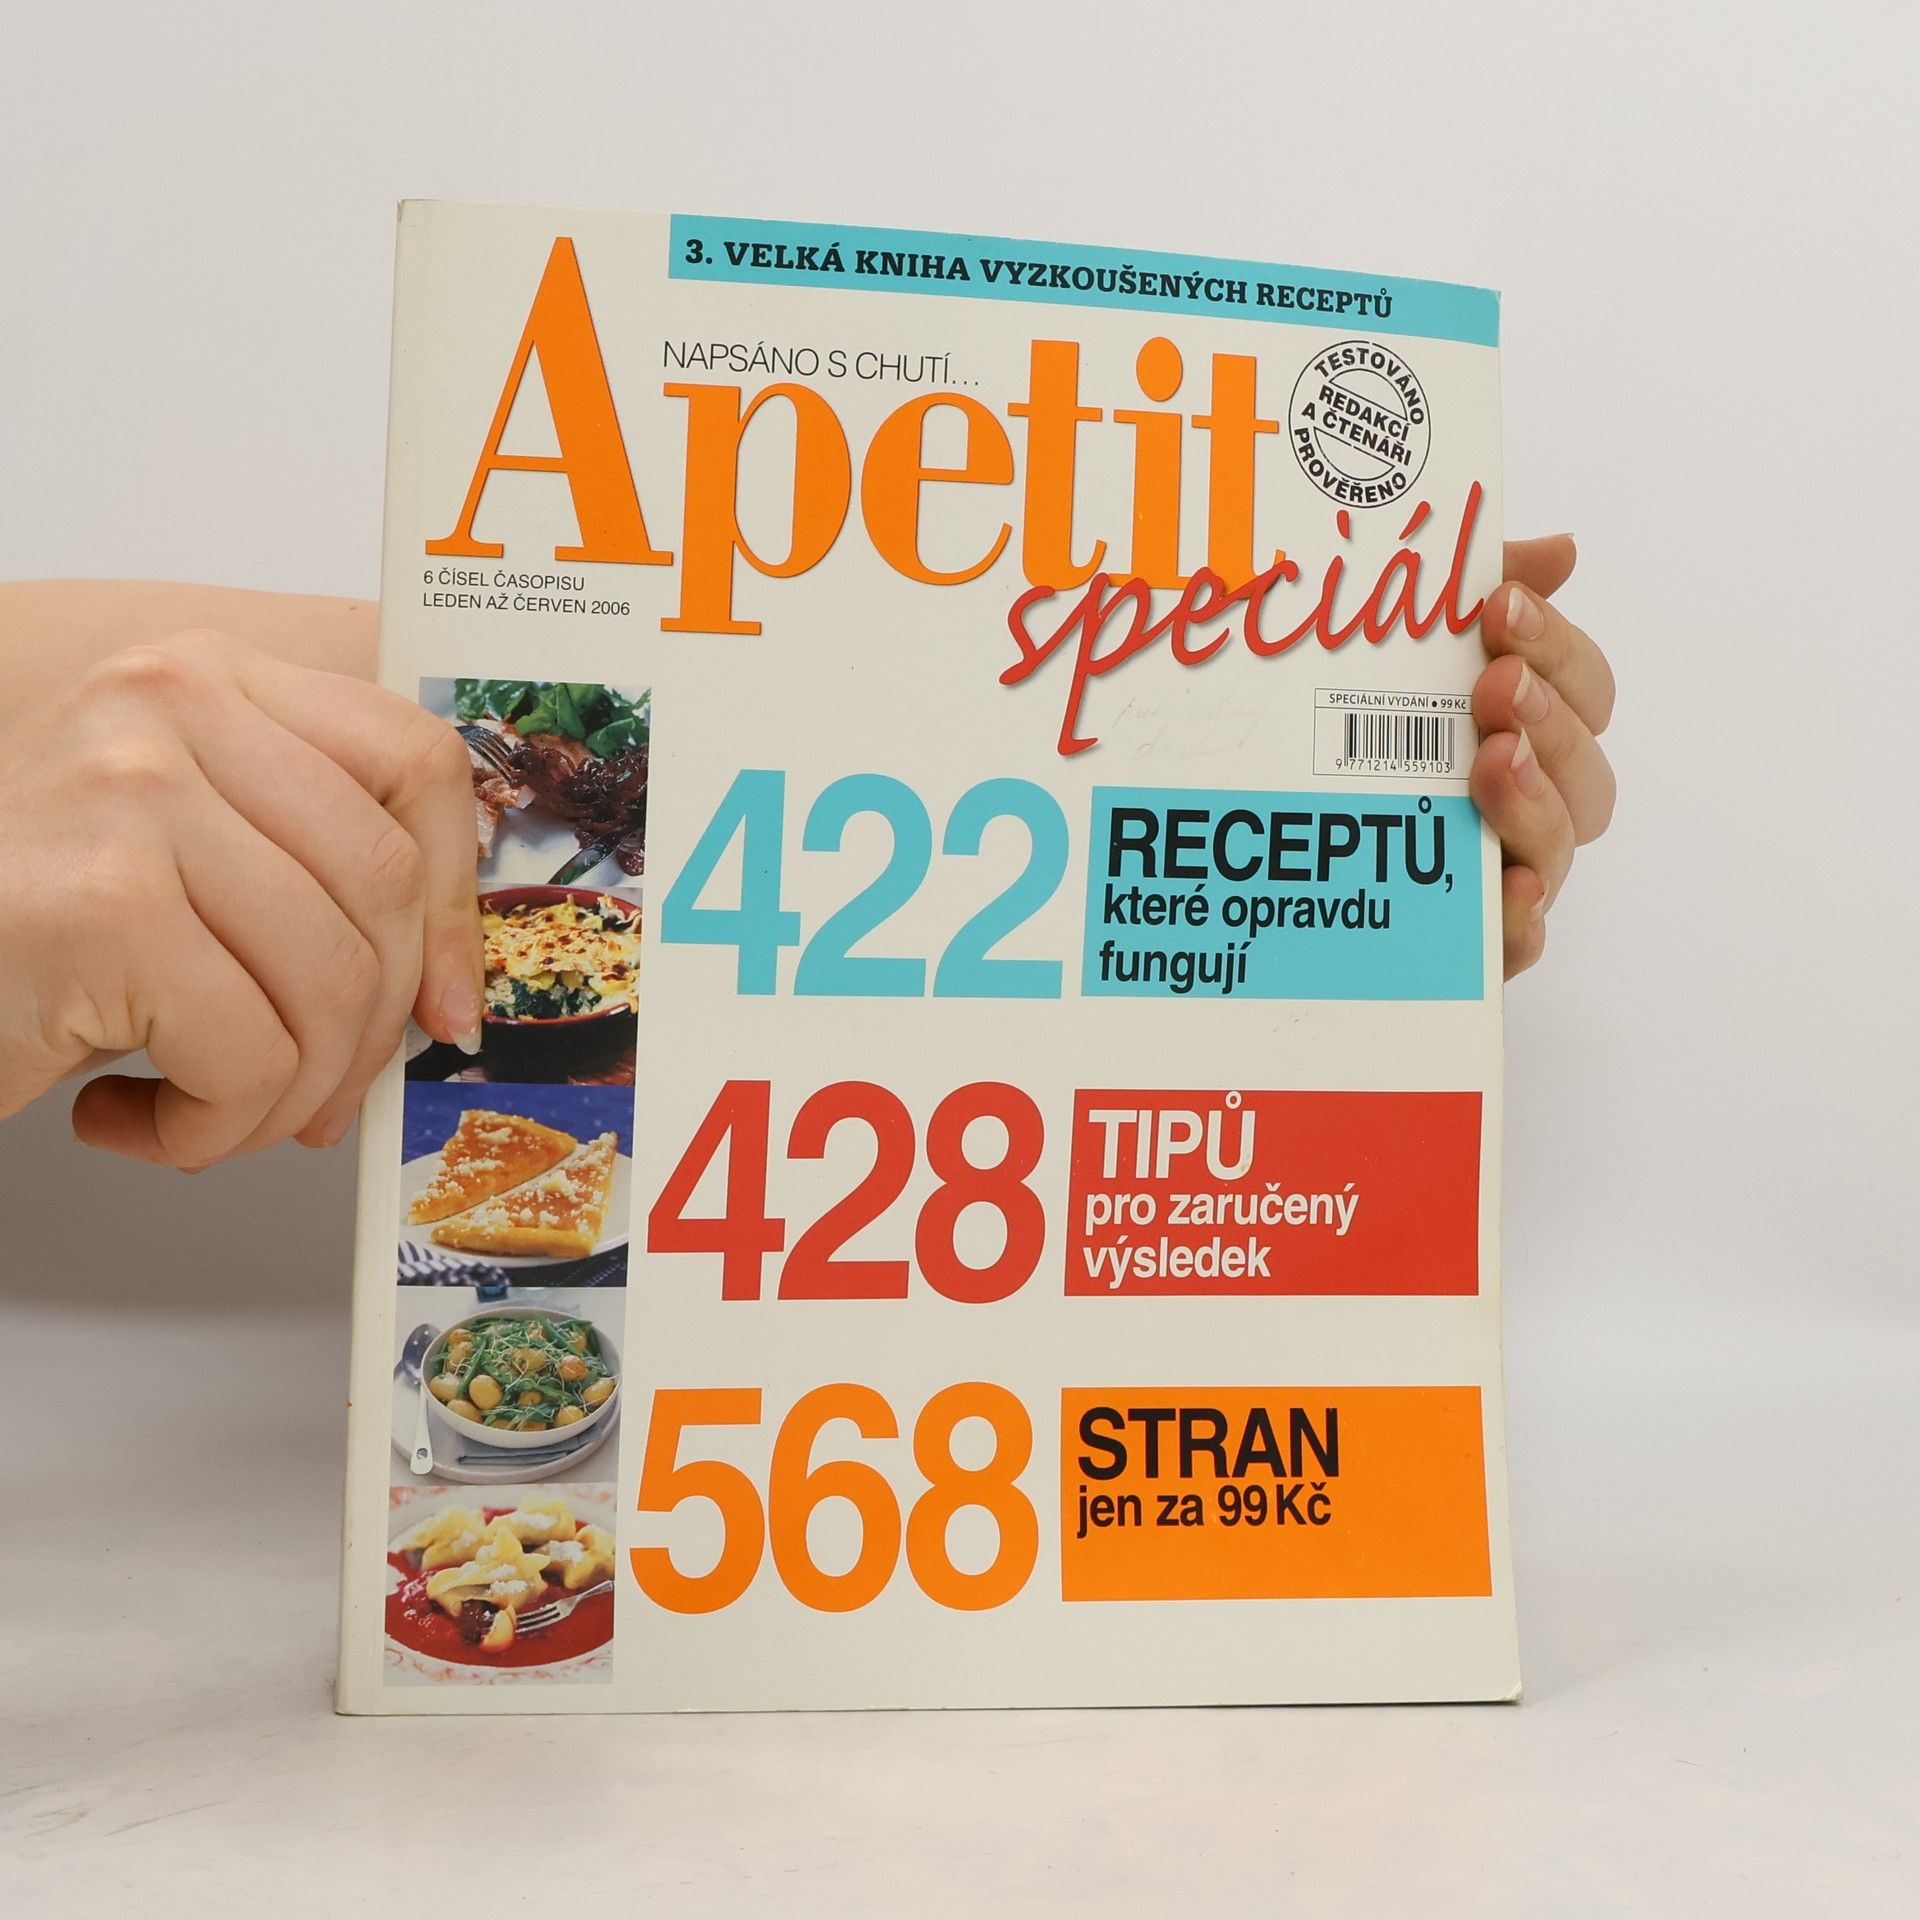 3. VELKÁ KNIHA VYZKOUŠENÝCH RECEPTŮ
NAPSÁNO S CHUTÍ...
Apetit
speciál
TESTOVÁNO
REDAKCÍ
A ČTENÁŘI
PROVĚŘENO
6 ČÍSEL ČASOPISU
LEDEN AŽ ČERVEN 2006
SPECIÁLNÍ VYDÁNÍ ● 99 Kč
9 771214 559103
422 RECEPTŮ,
které opravdu
fungují
428 TIPŮ
pro zaručený
výsledek
568 STRAN
jen za 99 Kč